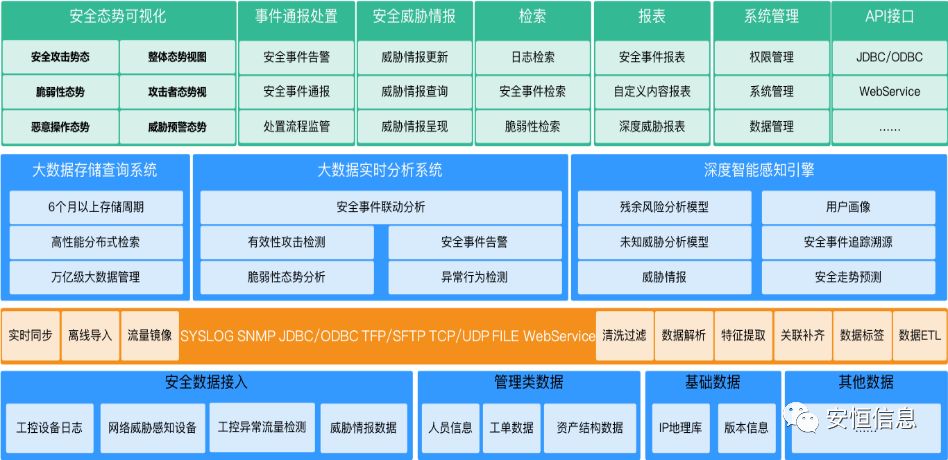 安全态势可视化
事件通报处置
安全威胁情报
检索
报表
系统管理
API接口
安全攻击势态
整体态势视图
安全事件告警
威胁情报更新
日志检索
安全事件报表
权限管理
JDBC/ODBC
脆弱性态势
攻击者态势视
安全事件通报
威胁情报查询
安全事件检索
自定义内容报表
系统管理
WebService
恶意操作态势
威胁预警态势
处置流程监管
威胁情报呈现
脆弱性检索
深度威胁报表
数据管理
......
大数据存储查询系统
6个月以上存储周期
高性能分布式检索
万亿级大数据管理
大数据实时分析系统
安全事件联动分析
有效性攻击检测
安全事件告警
脆弱性态势分析
异常行为检测
深度智能感知引擎
残余风险分析模型
用户画像
未知威胁分析模型
安全事件追踪溯源
威胁情报
安全走势预测
实时同步
离线导入
流量镜像
SYSLOG SNMP JDBC/ODBC TFP/SFTP TCP/UDP FILE WebService
清洗过滤
数据解析
特征提取
关联补齐
数据标签
数据ETL
安全数据接入
工控设备日志
网络威胁感知设备
工控异常流量检测
威胁情报数据
管理类数据
人员信息
工单数据
资产结构数据
基础数据
IP地理库
版本信息
其他数据
......
安恒信息